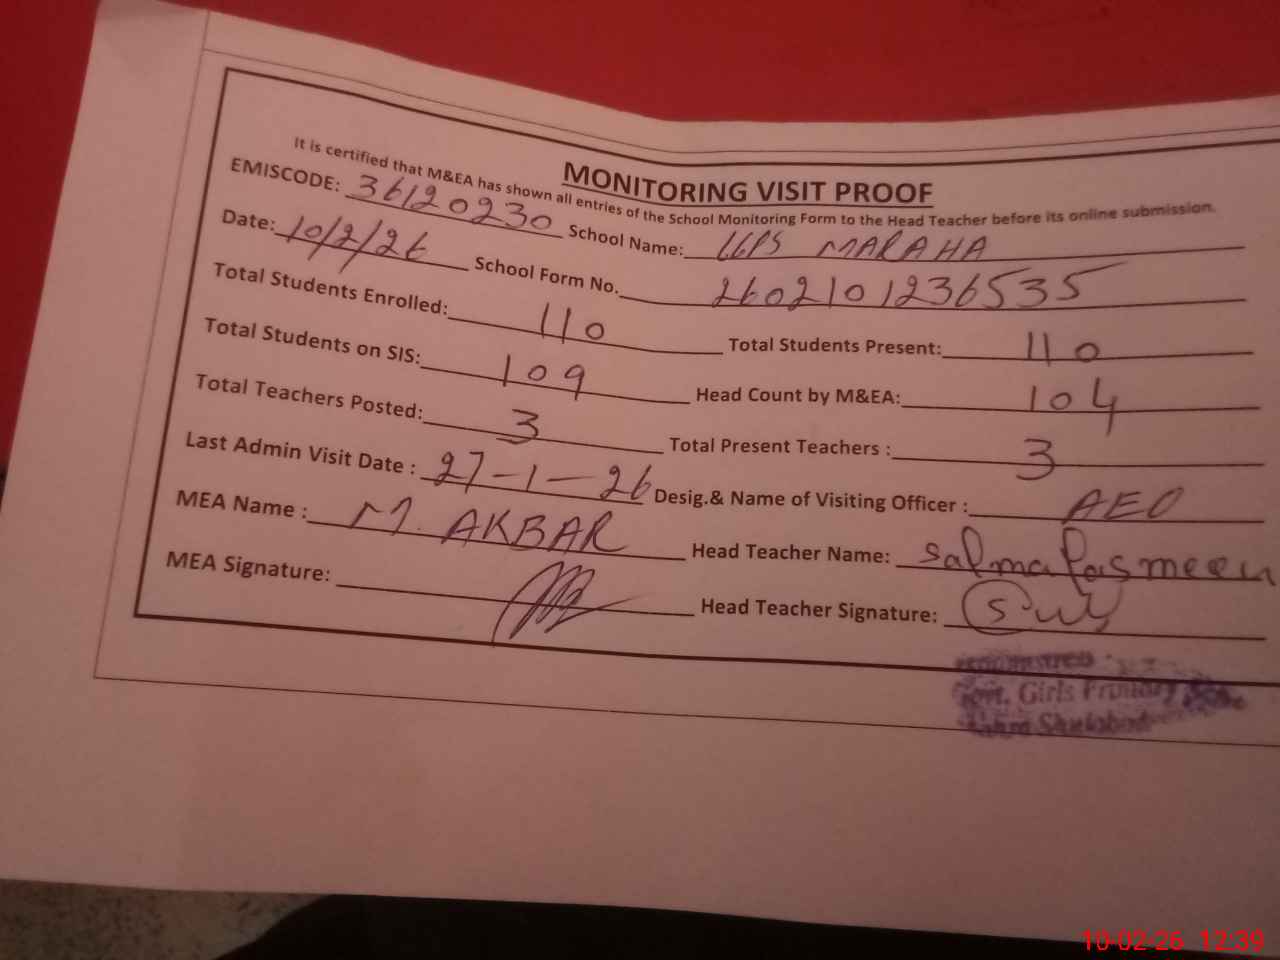 MONITORING VISIT PROOF
It is certified that M&EA has shown all entries of the School Monitoring Form to the Head Teacher before its online submission.
EMISCODE: 36120230 School Name: GGPS MARAHA
Date: 10/2/26 School Form No. 2602101236535
Total Students Enrolled: 110 Total Students Present: 110
Total Students on SIS: 109 Head Count by M&EA: 104
Total Teachers Posted: 3 Total Present Teachers : 3
Last Admin Visit Date : 27-1-26 Desig.& Name of Visiting Officer : AEO
MEA Name : M. AKBAR Head Teacher Name: Salma
MEA Signature: Head Teacher Signature:
Govt. Girls Primary
10-02-26 12:39